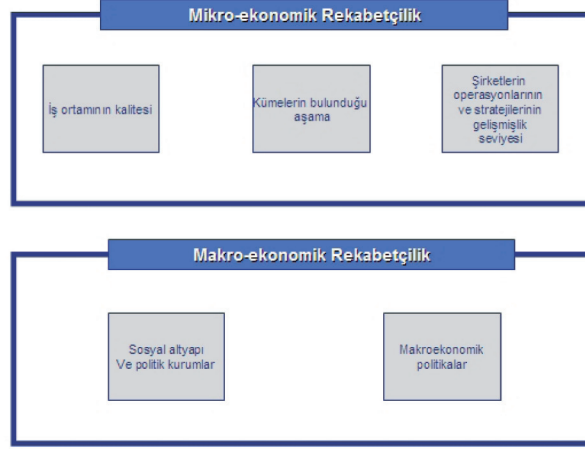 Mikro-ekonomik Rekabetçilik
İş ortamının kalitesi
Kümelerin bulunduğu
aşama
Şirketlerin
operasyonlarının
ve stratejilerinin
gelişmişlik
seviyesi
Makro-ekonomik Rekabetçilik
Sosyal altyapı
Ve politik kurumlar
Makroekonomik
politikalar